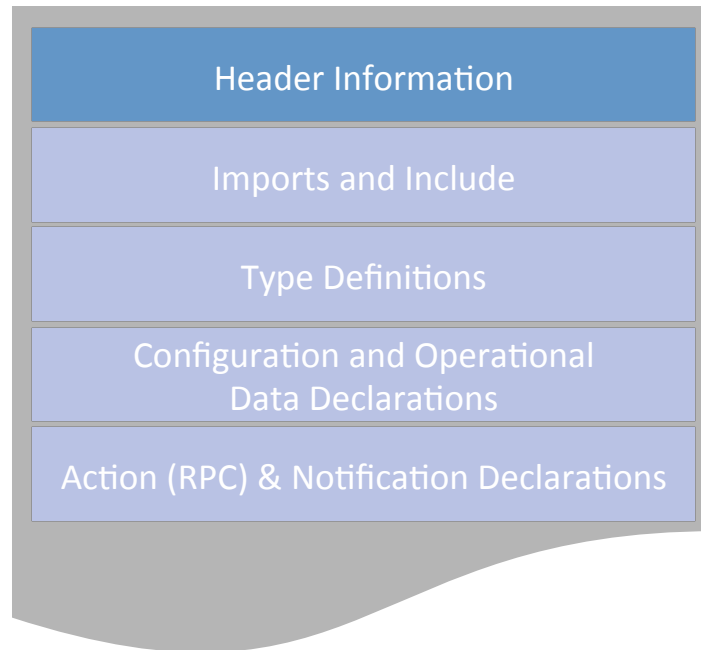 Header Information
Imports and Include
Type Definitions
Configuration and Operational
Data Declarations
Action (RPC) & Notification Declarations